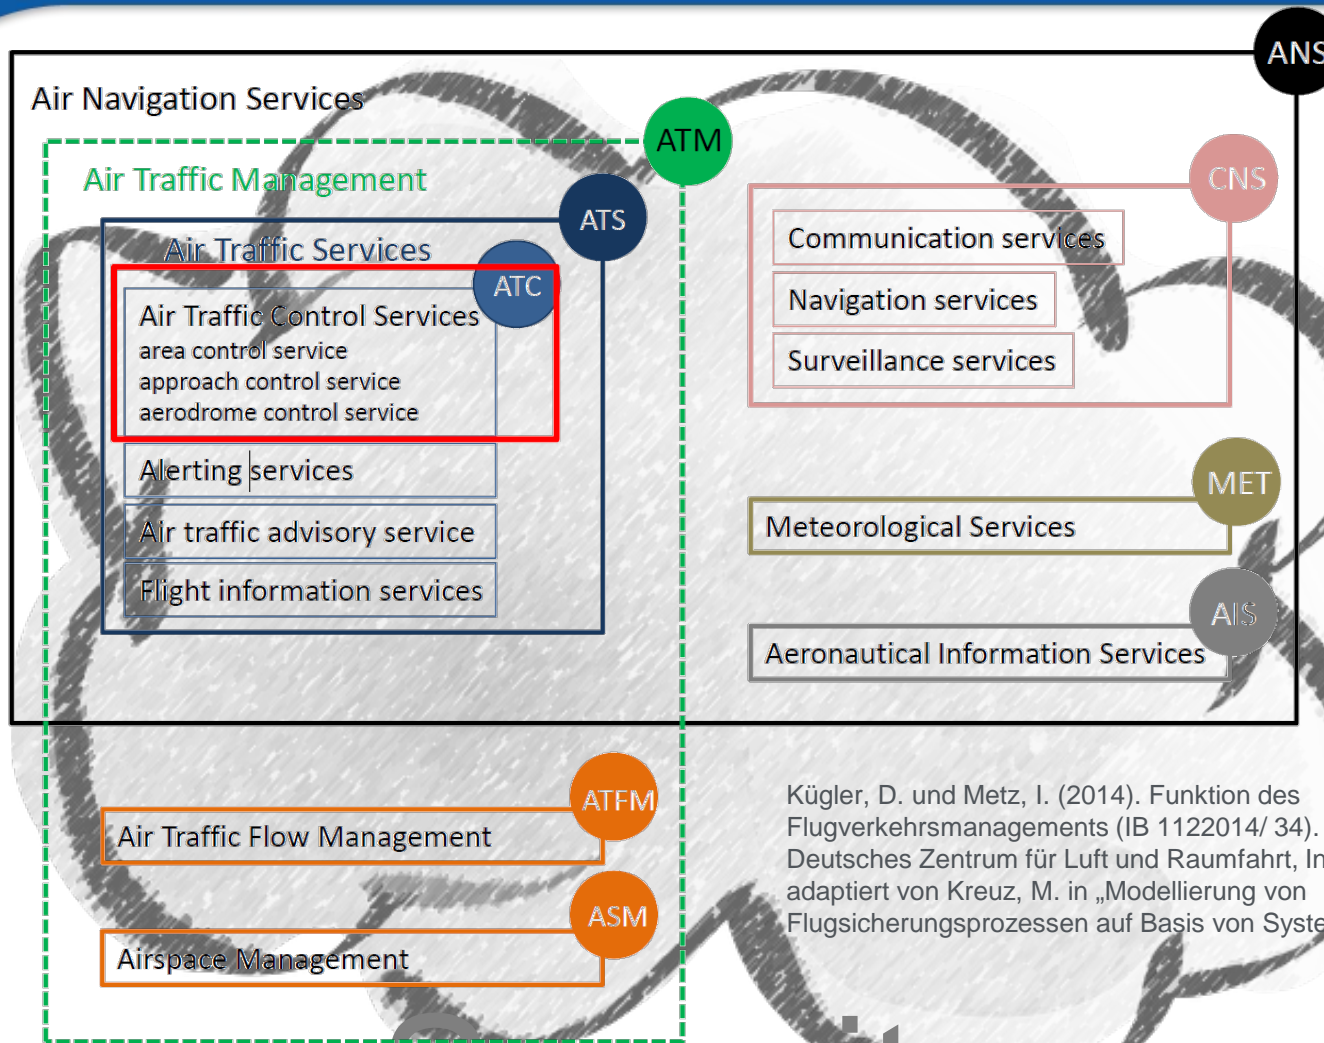 ANS
Air Navigation Services
ATM
Air Traffic Management
ATS
Air Traffic Services
ATC
Air Traffic Control Services
area control service
approach control service
aerodrome control service
Alerting services
Air traffic advisory service
Flight information services
CNS
Communication services
Navigation services
Surveillance services
MET
Meteorological Services
AIS
Aeronautical Information Services
ATFM
Air Traffic Flow Management
ASM
Airspace Management
Kügler, D. und Metz, I. (2014). Funktion des
Flugverkehrsmanagements (IB 1122014/ 34).
Deutsches Zentrum für Luft und Raumfahrt, In
adaptiert von Kreuz, M. in „Modellierung von
Flugsicherungsprozessen auf Basis von Syste